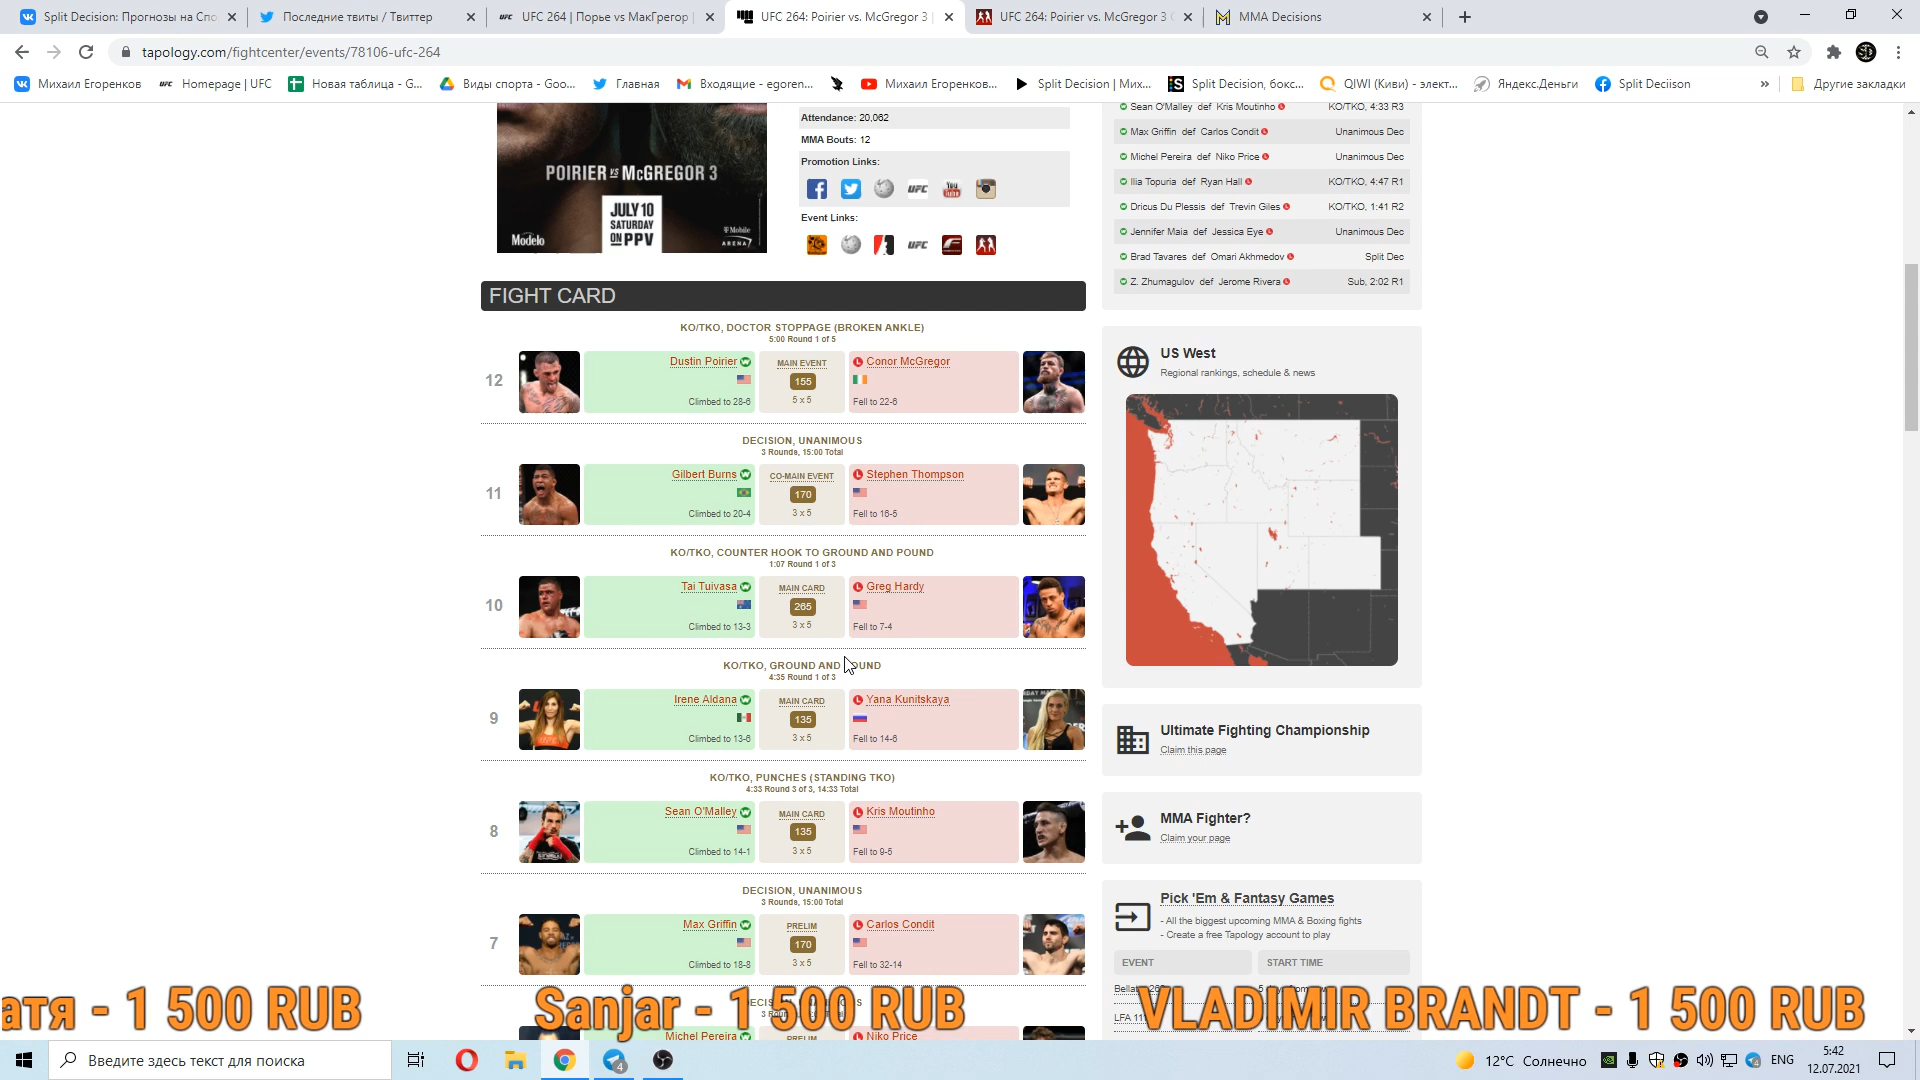 Split Decision: Прогнозы на Спо
Последние твиты / Твиттер
UFC 264 | Порье vs МакГрегор
UFC 264: Poirier vs. McGregor 3 |
UFC 264: Poirier vs. McGregor 3
MMA Decisions
tapology.com/fightcenter/events/78106-ufc-264
Михаил Егоренков
Homepage | UFC
Новая таблица - G...
Виды спорта - Goo...
Главная
Входящие - egoren...
Михаил Егоренков...
Split Decision | Мих...
Split Decision, бокс...
QIWI (Киви) - элект...
Яндекс.Деньги
Split Deciison
»
Другие закладки
POIRIER VS McGREGOR 3
JULY 10
SATURDAY
ON PPV
Modelo
T Mobile
ARENA
Attendance: 20,062
MMA Bouts: 12
Promotion Links:
UFC
You Tube
Event Links:
UFC
Sean O'Malley def Kris Moutinho KO/TKO, 4:33 R3
Max Griffin def Carlos Condit Unanimous Dec
Michel Pereira def Niko Price Unanimous Dec
Ilia Topuria def Ryan Hall KO/TKO, 4:47 R1
Dricus Du Plessis def Trevin Giles KO/TKO, 1:41 R2
Jennifer Maia def Jessica Eye Unanimous Dec
Brad Tavares def Omari Akhmedov Split Dec
Z. Zhumagulov def Jerome Rivera Sub, 2:02 R1
FIGHT CARD
KO/TKO, DOCTOR STOPPAGE (BROKEN ANKLE)
5:00 Round 1 of 5
12
Dustin Poirier W
Climbed to 28-6
MAIN EVENT
155
5 x 5
L Conor McGregor
Fell to 22-6
DECISION, UNANIMOUS
3 Rounds, 15:00 Total
11
Gilbert Burns W
Climbed to 20-4
CO-MAIN EVENT
170
3 x 5
L Stephen Thompson
Fell to 16-5
KO/TKO, COUNTER HOOK TO GROUND AND POUND
1:07 Round 1 of 3
10
Tai Tuivasa W
Climbed to 13-3
MAIN CARD
265
3 x 5
L Greg Hardy
Fell to 7-4
KO/TKO, GROUND AND POUND
4:35 Round 1 of 3
9
Irene Aldana W
Climbed to 13-6
MAIN CARD
135
3 x 5
L Yana Kunitskaya
Fell to 14-6
KO/TKO, PUNCHES (STANDING TKO)
4:33 Round 3 of 3, 14:33 Total
8
Sean O'Malley W
Climbed to 14-1
MAIN CARD
135
3 x 5
L Kris Moutinho
Fell to 9-5
DECISION, UNANIMOUS
3 Rounds, 15:00 Total
7
Max Griffin W
Climbed to 18-8
PRELIM
170
3 x 5
L Carlos Condit
Fell to 32-14
Michel Pereira
PRELIM
Niko Price
US West
Regional rankings, schedule & news
Ultimate Fighting Championship
Claim this page
MMA Fighter?
Claim your page
Pick 'Em & Fantasy Games
- All the biggest upcoming MMA & Boxing fights
- Create a free Tapology account to play
EVENT
START TIME
LFA
атя - 1 500 RUB
Sanjar - 1 500 RUB
VLADIMIR BRANDT - 1 500 RUB
Введите здесь текст для поиска
4
12°C Солнечно
ENG
5:42
12.07.2021